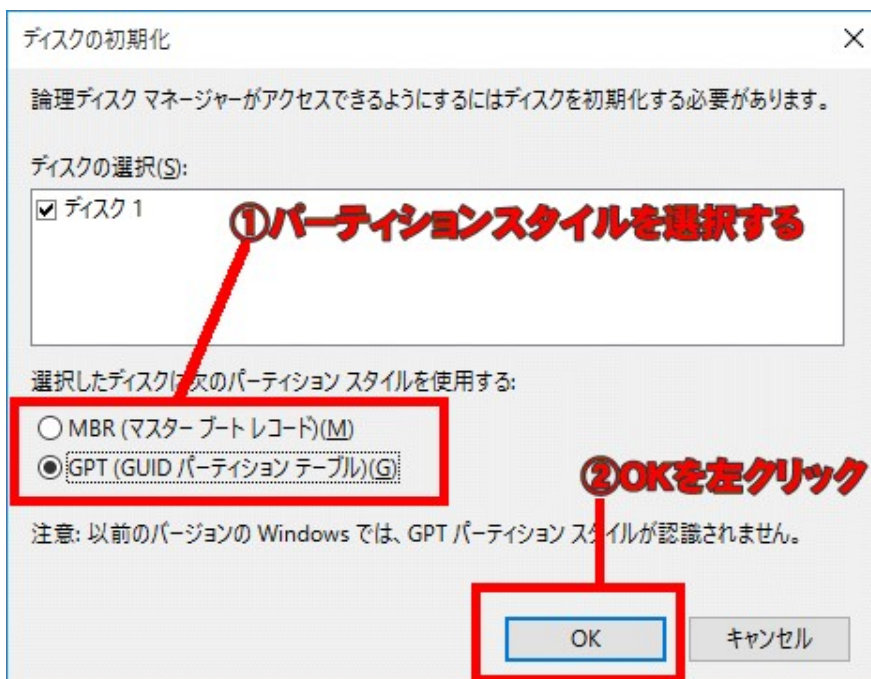 ディスクの初期化
論理ディスク マネージャーがアクセスできるようにするにはディスクを初期化する必要があります。
ディスクの選択(S):
ディスク 1
①パーティションスタイルを選択する
選択したディスクは次のパーティション スタイルを使用する:
MBR (マスター ブート レコード)(M)
GPT (GUID パーティション テーブル)(G)
②OKを左クリック
注意: 以前のバージョンの Windows では、GPT パーティション スタイルが認識されません。
OK
キャンセル